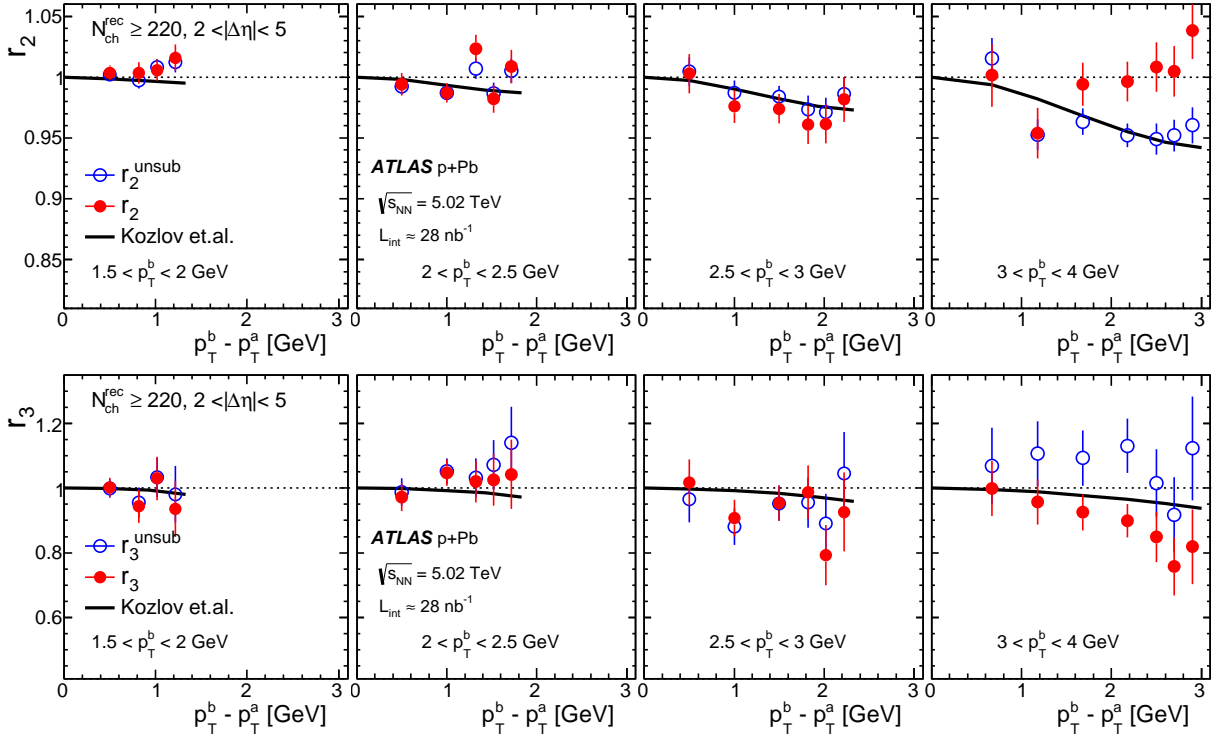 r₂
N_ch^rec ≥ 220, 2 <|Δη|< 5
1.05
1
0.95
0.9
0.85
r₂^unsub
r₂
Kozlov et.al.
1.5 < p_T^b < 2 GeV
ATLAS p+Pb
√s_NN = 5.02 TeV
L_int ≈ 28 nb⁻¹
2 < p_T^b < 2.5 GeV
2.5 < p_T^b < 3 GeV
3 < p_T^b < 4 GeV
0 1 2 3
0 1 2 3
0 1 2 3
0 1 2 3
p_T^b - p_T^a [GeV]
p_T^b - p_T^a [GeV]
p_T^b - p_T^a [GeV]
p_T^b - p_T^a [GeV]
r₃
N_ch^rec ≥ 220, 2 <|Δη|< 5
1.2
1
0.8
0.6
r₃^unsub
r₃
Kozlov et.al.
1.5 < p_T^b < 2 GeV
ATLAS p+Pb
√s_NN = 5.02 TeV
L_int ≈ 28 nb⁻¹
2 < p_T^b < 2.5 GeV
2.5 < p_T^b < 3 GeV
3 < p_T^b < 4 GeV
0 1 2 3
0 1 2 3
0 1 2 3
0 1 2 3
p_T^b - p_T^a [GeV]
p_T^b - p_T^a [GeV]
p_T^b - p_T^a [GeV]
p_T^b - p_T^a [GeV]